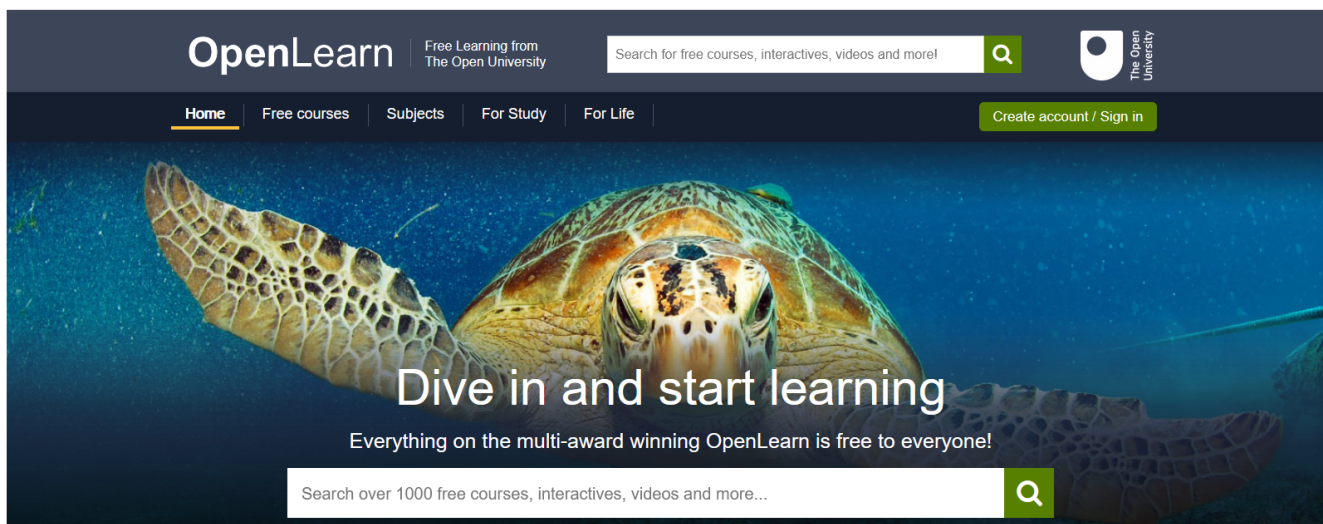 OpenLearn
Free Learning from
The Open University
Search for free courses, interactives, videos and more!
The Open
University
Home
Free courses
Subjects
For Study
For Life
Create account / Sign in
Dive in and start learning
Everything on the multi-award winning OpenLearn is free to everyone!
Search over 1000 free courses, interactives, videos and more...